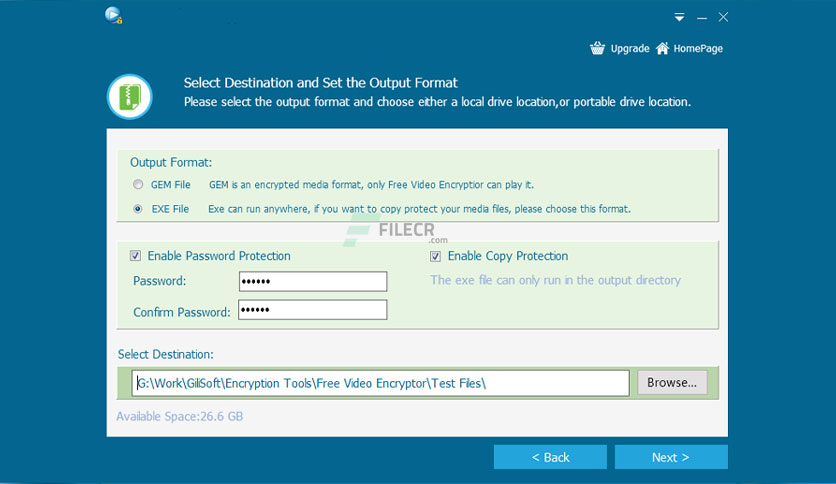 Upgrade HomePage
Select Destination and Set the Output Format
Please select the output format and choose either a local drive location,or portable drive location.
Output Format:
GEM File GEM is an encrypted media format, only Free Video Encryptior can play it.
EXE File Exe can run anywhere, if you want to copy protect your media files, please choose this format.
FILECR
.com
Enable Password Protection Enable Copy Protection
Password: •••••• The exe file can only run in the output directory
Confirm Password: ••••••
Select Destination:
G:\Work\GiliSoft\Encryption Tools\Free Video Encryptor\Test Files\ Browse...
Available Space:26.6 GB
< Back Next >